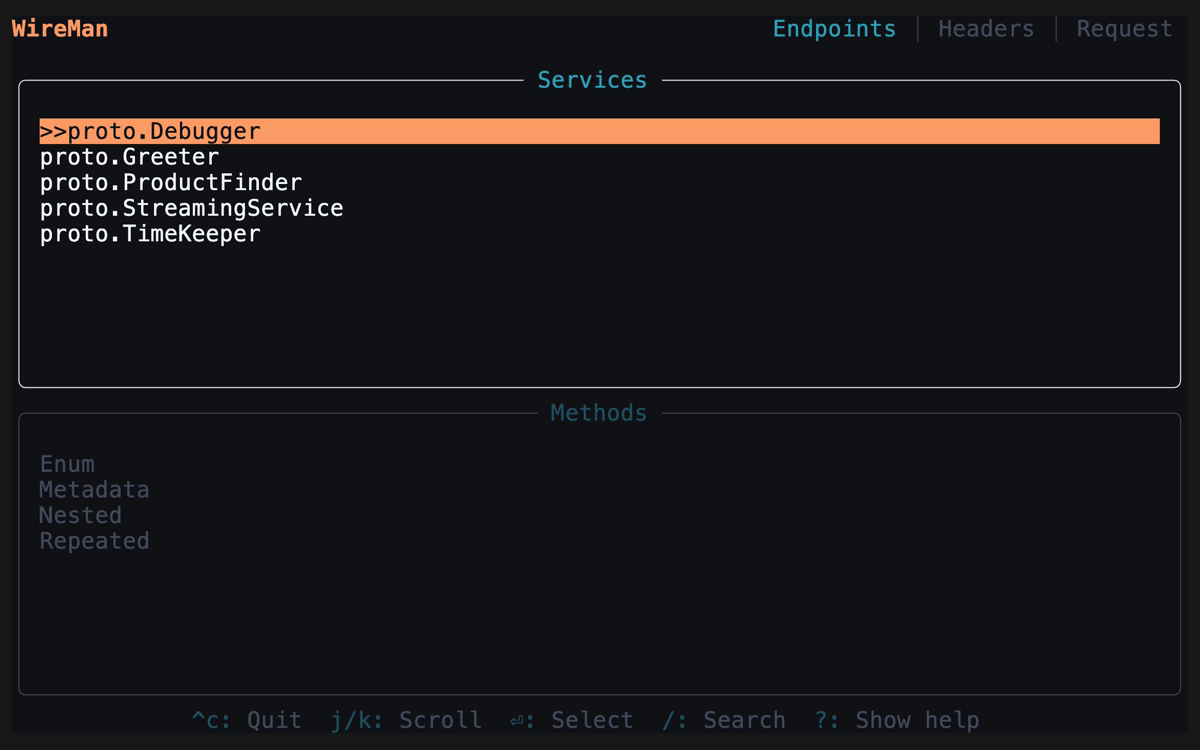 WireMan Endpoints | Headers | Request
Services
>>proto.Debugger
proto.Greeter
proto.ProductFinder
proto.StreamingService
proto.TimeKeeper
Methods
Enum
Metadata
Nested
Repeated
^c: Quit j/k: Scroll ⏎: Select /: Search ?: Show help